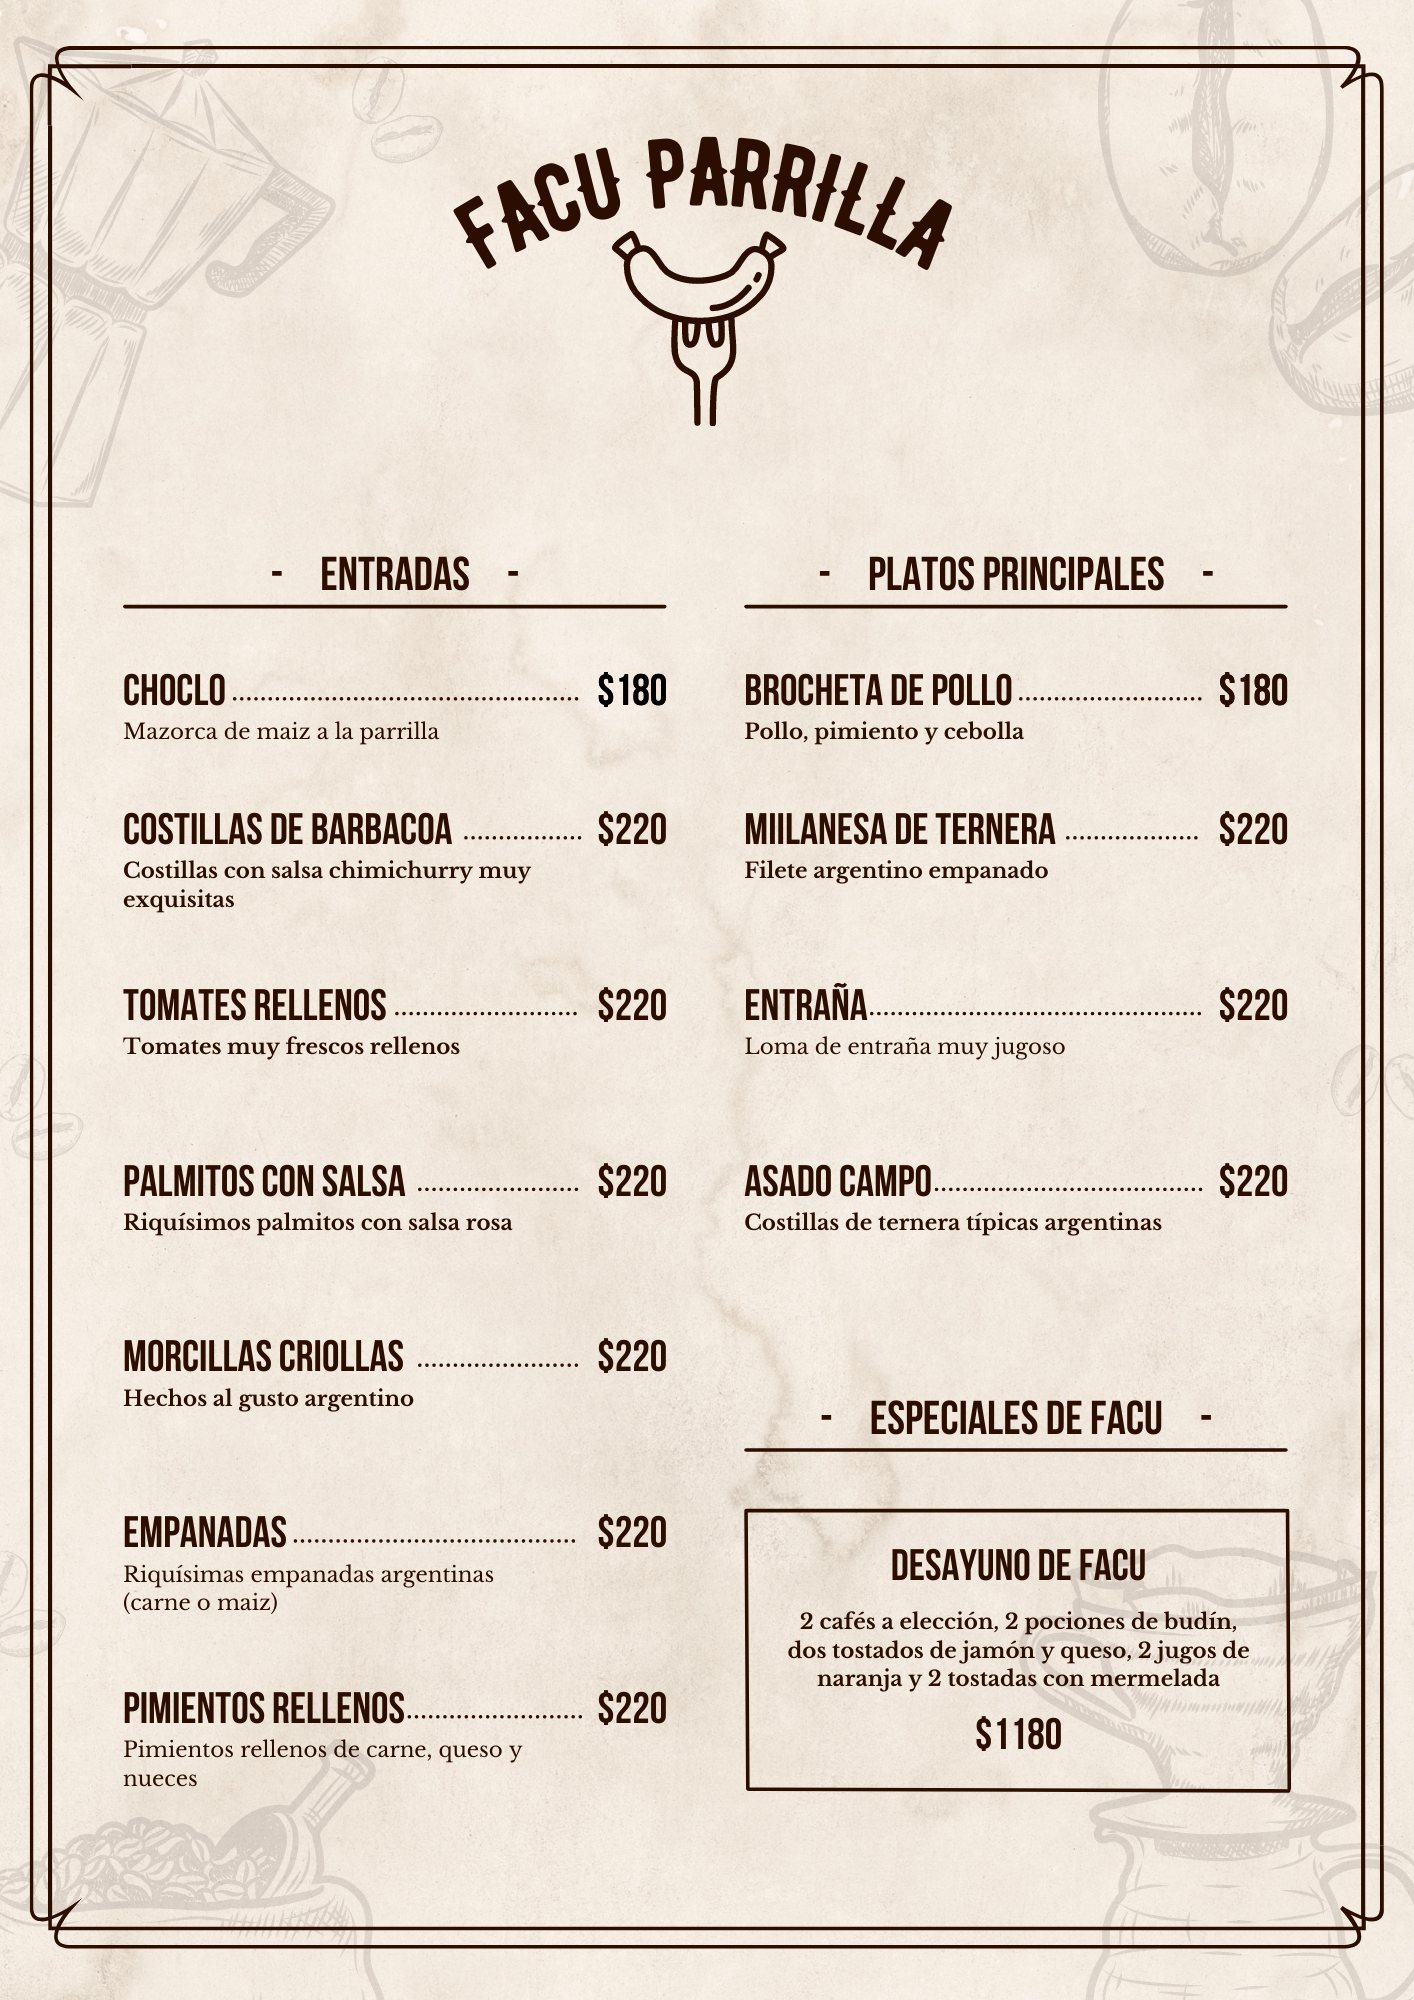 FACU PARRILLA
- ENTRADAS -
CHOCLO ........................ $180
Mazorca de maiz a la parrilla
COSTILLAS DE BARBACOA ........................ $220
Costillas con salsa chimichurry muy
exquisitas
TOMATES RELLENOS ........................ $220
Tomates muy frescos rellenos
PALMITOS CON SALSA ........................ $220
Riquísimos palmitos con salsa rosa
MORCILLAS CRIOLLAS ........................ $220
Hechos al gusto argentino
EMPANADAS ........................ $220
Riquísimas empanadas argentinas
(carne o maiz)
PIMIENTOS RELLENOS........................ $220
Pimientos rellenos de carne, queso y
nueces
- PLATOS PRINCIPALES -
BROCHETA DE POLLO ........................ $180
Pollo, pimiento y cebolla
MIILANESA DE TERNERA ........................ $220
Filete argentino empanado
ENTRAÑA........................ $220
Loma de entraña muy jugoso
ASADO CAMPO........................ $220
Costillas de ternera típicas argentinas
- ESPECIALES DE FACU -
DESAYUNO DE FACU
2 cafés a elección, 2 pociones de budín,
dos tostados de jamón y queso, 2 jugos de
naranja y 2 tostadas con mermelada
$1180